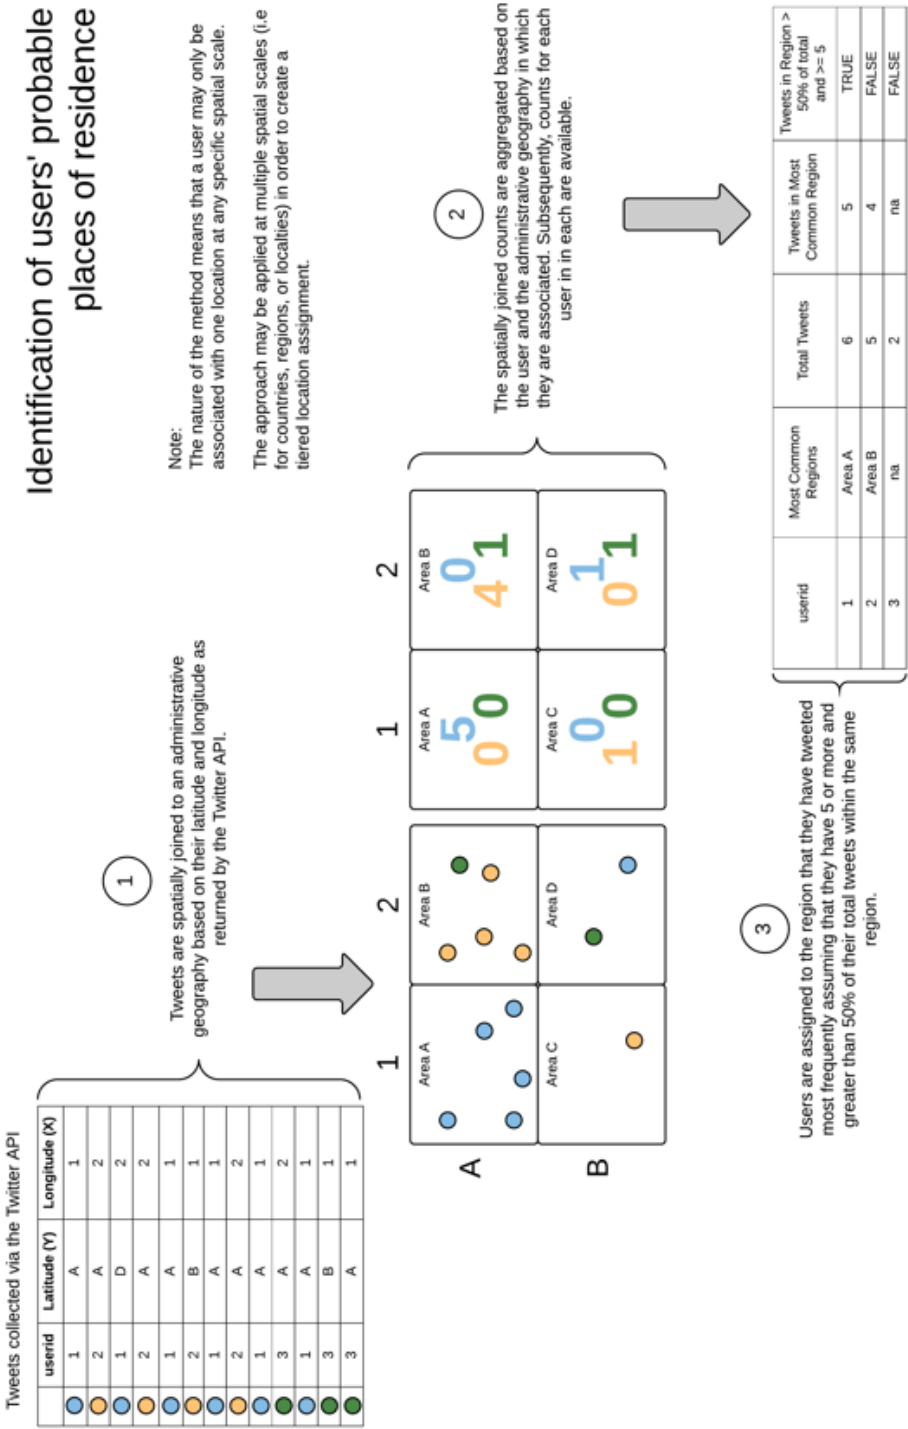 Identification of users' probable
places of residence
Tweets collected via the Twitter API
userid Latitude (Y) Longitude (X)
1 A 1
2 A 2
1 D 2
2 A 2
1 A 1
2 B 1
1 A 1
2 A 2
1 A 1
3 A 2
1 A 1
3 B 1
3 A 1
1
Tweets are spatially joined to an administrative
geography based on their latitude and longitude as
returned by the Twitter API.
Note:
The nature of the method means that a user may only be
associated with one location at any specific spatial scale.
The approach may be applied at multiple spatial scales (i.e
for countries, regions, or localties) in order to create a
tiered location assignment.
1 2
A
B
Area A
Area B
Area C
Area D
1 2
Area A
5
0 0
Area B
0
4 1
Area C
0
1 0
Area D
1
0 1
2
The spatially joined counts are aggregated based on
the user and the administrative geography in which
they are associated. Subsequently, counts for each
user in in each are available.
3
Users are assigned to the region that they have tweeted
most frequently assuming that they have 5 or more and
greater than 50% of their total tweets within the same
region.
userid Most Common Regions Total Tweets Tweets in Most Common Region Tweets in Region > 50% of total and >= 5
1 Area A 6 5 TRUE
2 Area B 5 4 FALSE
3 na 2 na FALSE